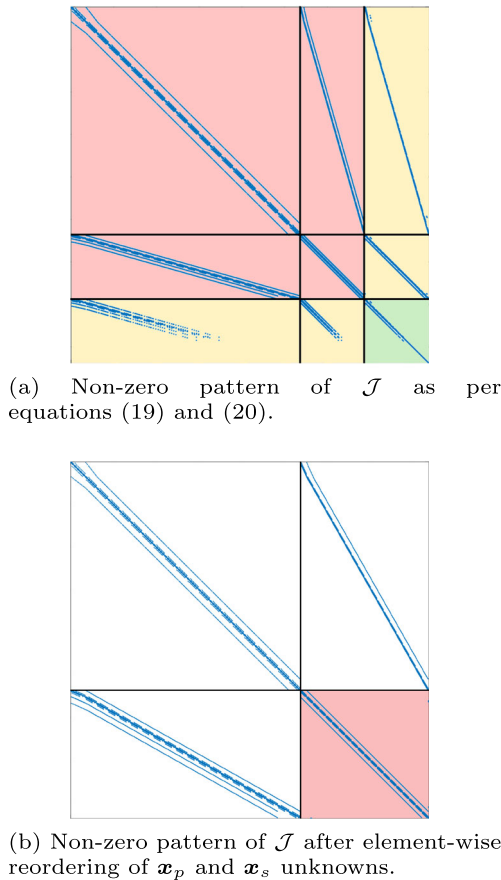 (a) Non-zero pattern of 𝒥 as per
equations (19) and (20).
(b) Non-zero pattern of 𝒥 after element-wise
reordering of 𝒙ₚ and 𝒙ₛ unknowns.